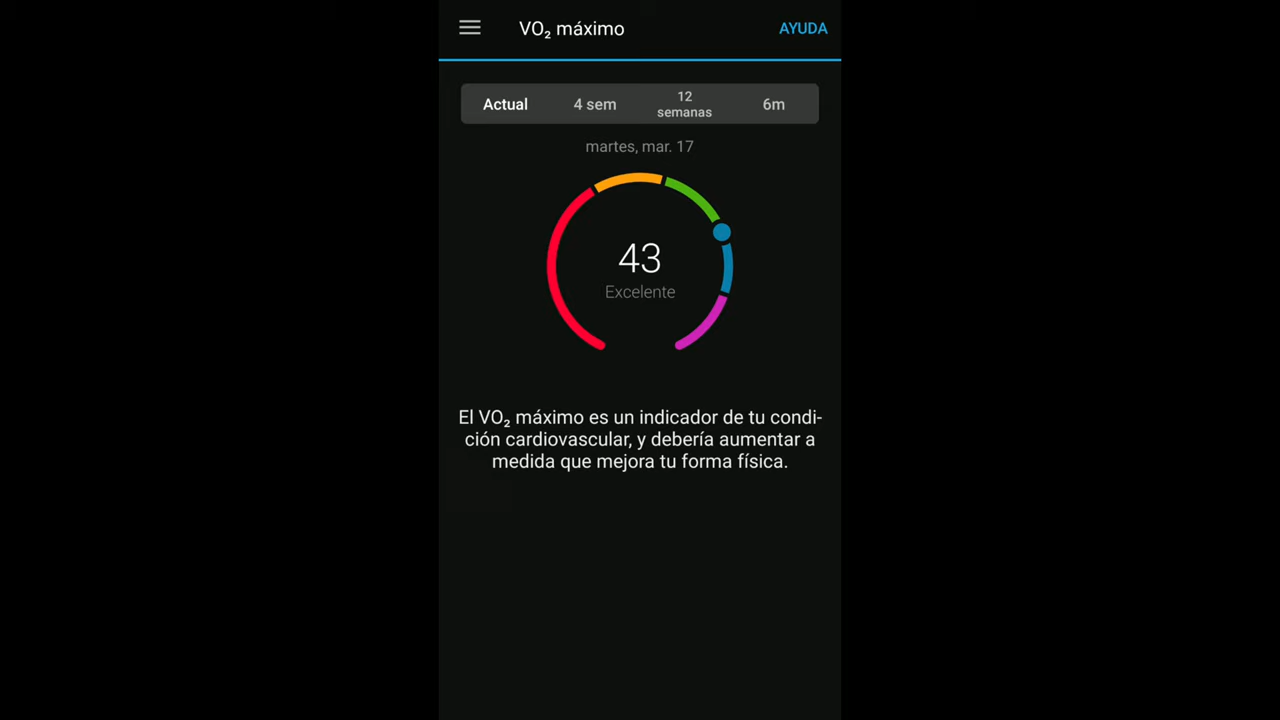 VO₂ máximo
AYUDA
Actual
4 sem
12
semanas
6m
martes, mar. 17
43
Excelente
El VO₂ máximo es un indicador de tu condi-
ción cardiovascular, y debería aumentar a
medida que mejora tu forma física.